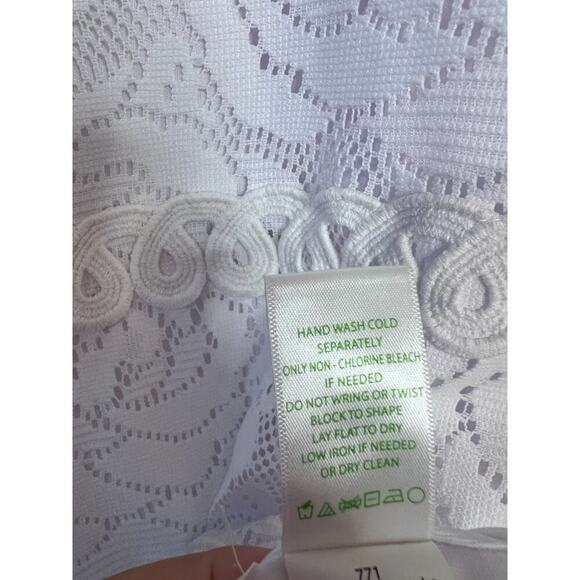 HAND WASH COLD
SEPARATELY
ONLY NON - CHLORINE BLEACH
IF NEEDED
DO NOT WRING OR TWIST
BLOCK TO SHAPE
LAY FLAT TO DRY
LOW IRON IF NEEDED
OR DRY CLEAN
771